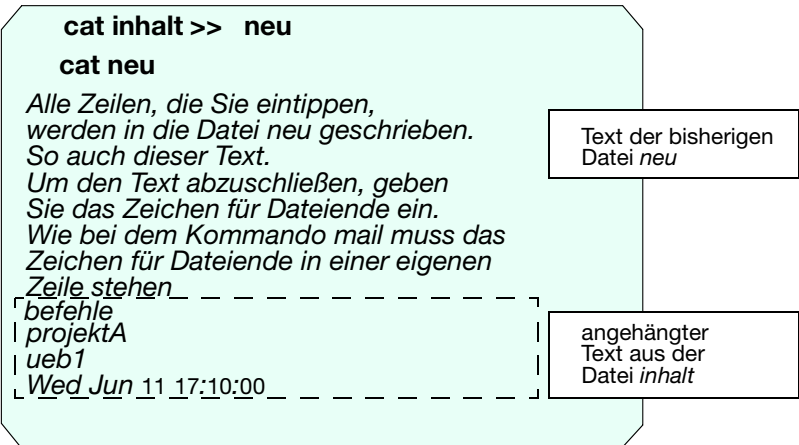 cat inhalt >> neu
cat neu
Alle Zeilen, die Sie eintippen,
werden in die Datei neu geschrieben.
So auch dieser Text.
Um den Text abzuschließen, geben
Sie das Zeichen für Dateiende ein.
Wie bei dem Kommando mail muss das
Zeichen für Dateiende in einer eigenen
Zeile stehen
befehle
projektA
ueb1
Wed Jun 11 17:10:00
Text der bisherigen
Datei neu
angehängter
Text aus der
Datei inhalt